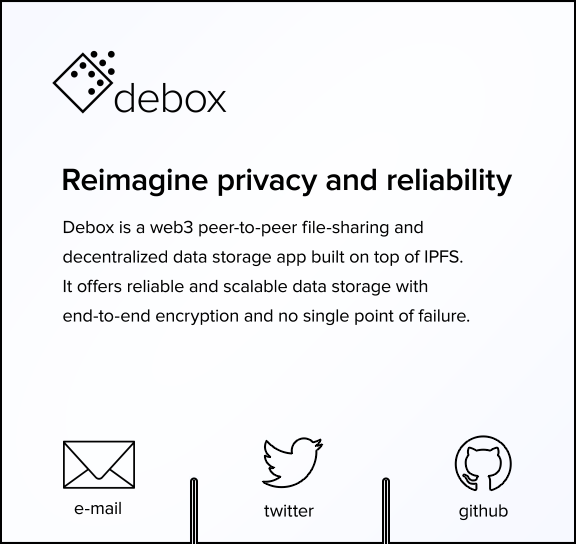 debox
Reimagine privacy and reliability
Debox is a web3 peer-to-peer file-sharing and
decentralized data storage app built on top of IPFS.
It offers reliable and scalable data storage with
end-to-end encryption and no single point of failure.
e-mail
twitter
github